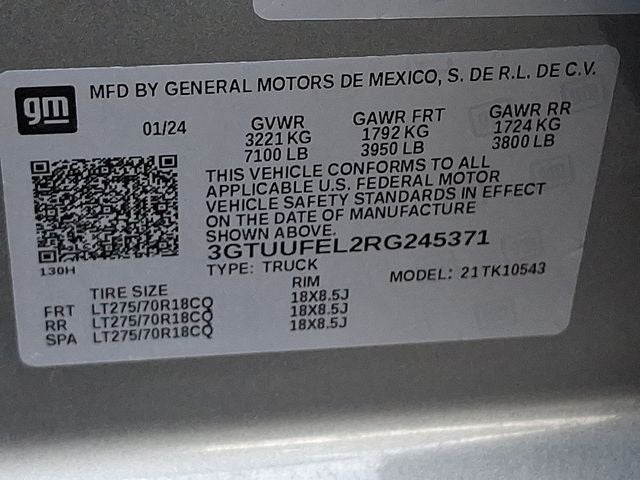 gm
MFD BY GENERAL MOTORS DE MEXICO, S. DE R.L. DE C.V.
01/24 GVWR GAWR FRT GAWR RR
3221 KG 1792 KG 1724 KG
7100 LB 3950 LB 3800 LB
THIS VEHICLE CONFORMS TO ALL
APPLICABLE U.S. FEDERAL MOTOR
VEHICLE SAFETY STANDARDS IN EFFECT
ON THE DATE OF MANUFACTURE
SHOWN ABOVE.
3GTUUFEL2RG245371
130H
TYPE: TRUCK MODEL: 21TK10543
TIRE SIZE RIM
FRT LT275/70R18CQ 18X8.5J
RR LT275/70R18CQ 18X8.5J
SPA LT275/70R18CQ 18X8.5J